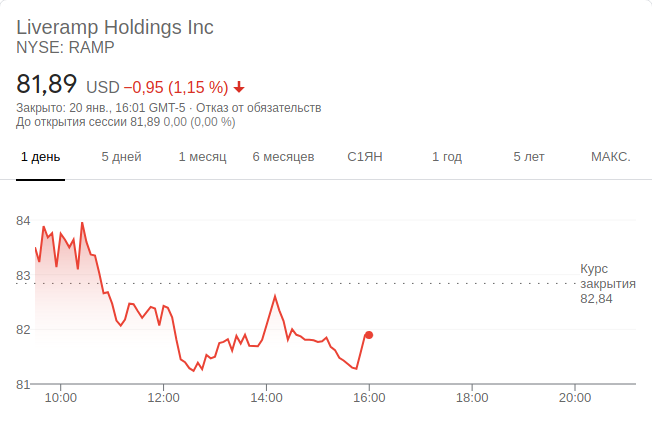 Liveramp Holdings Inc
NYSE: RAMP
81,89 USD −0,95 (1,15 %)
Закрыто: 20 янв., 16:01 GMT-5 · Отказ от обязательств
До открытия сессии 81,89 0,00 (0,00 %)
1 день 5 дней 1 месяц 6 месяцев С1ЯН 1 год 5 лет МАКС.
84
83
82
81
Курс
закрытия
82,84
10:00 12:00 14:00 16:00 18:00 20:00